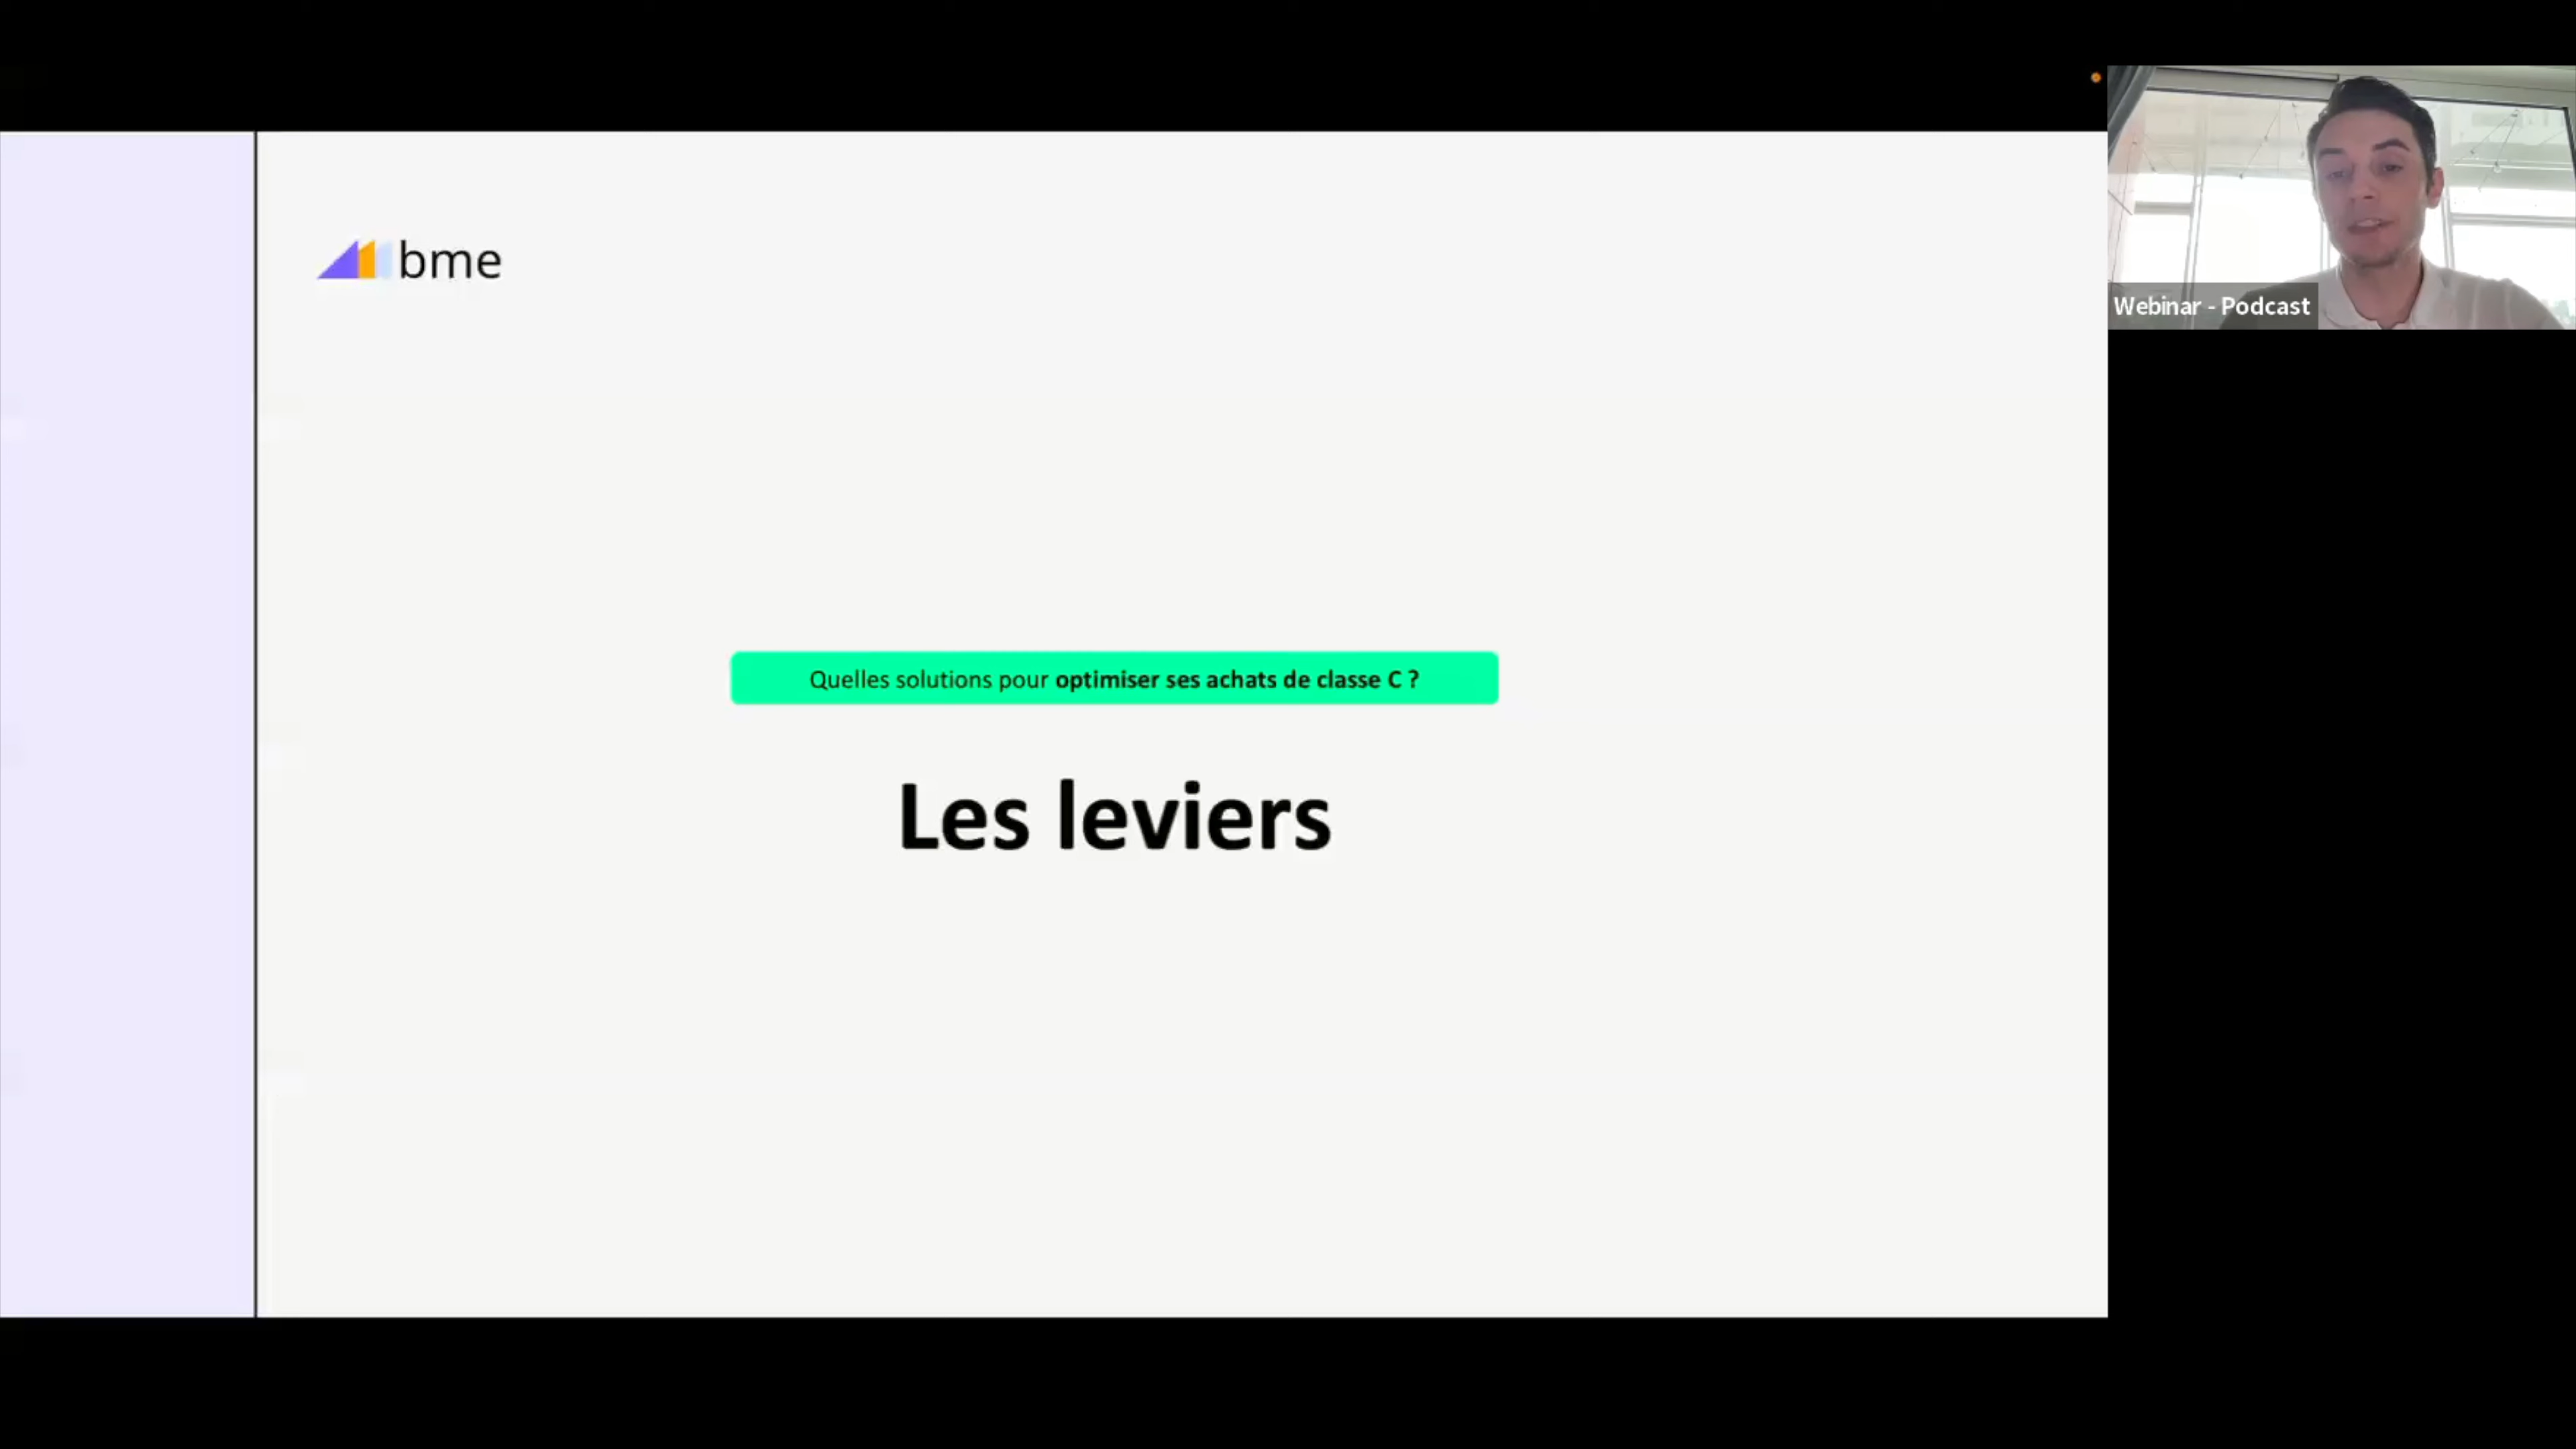 bme
Quelles solutions pour optimiser ses achats de classe C ?
Les leviers
Webinar - Podcast